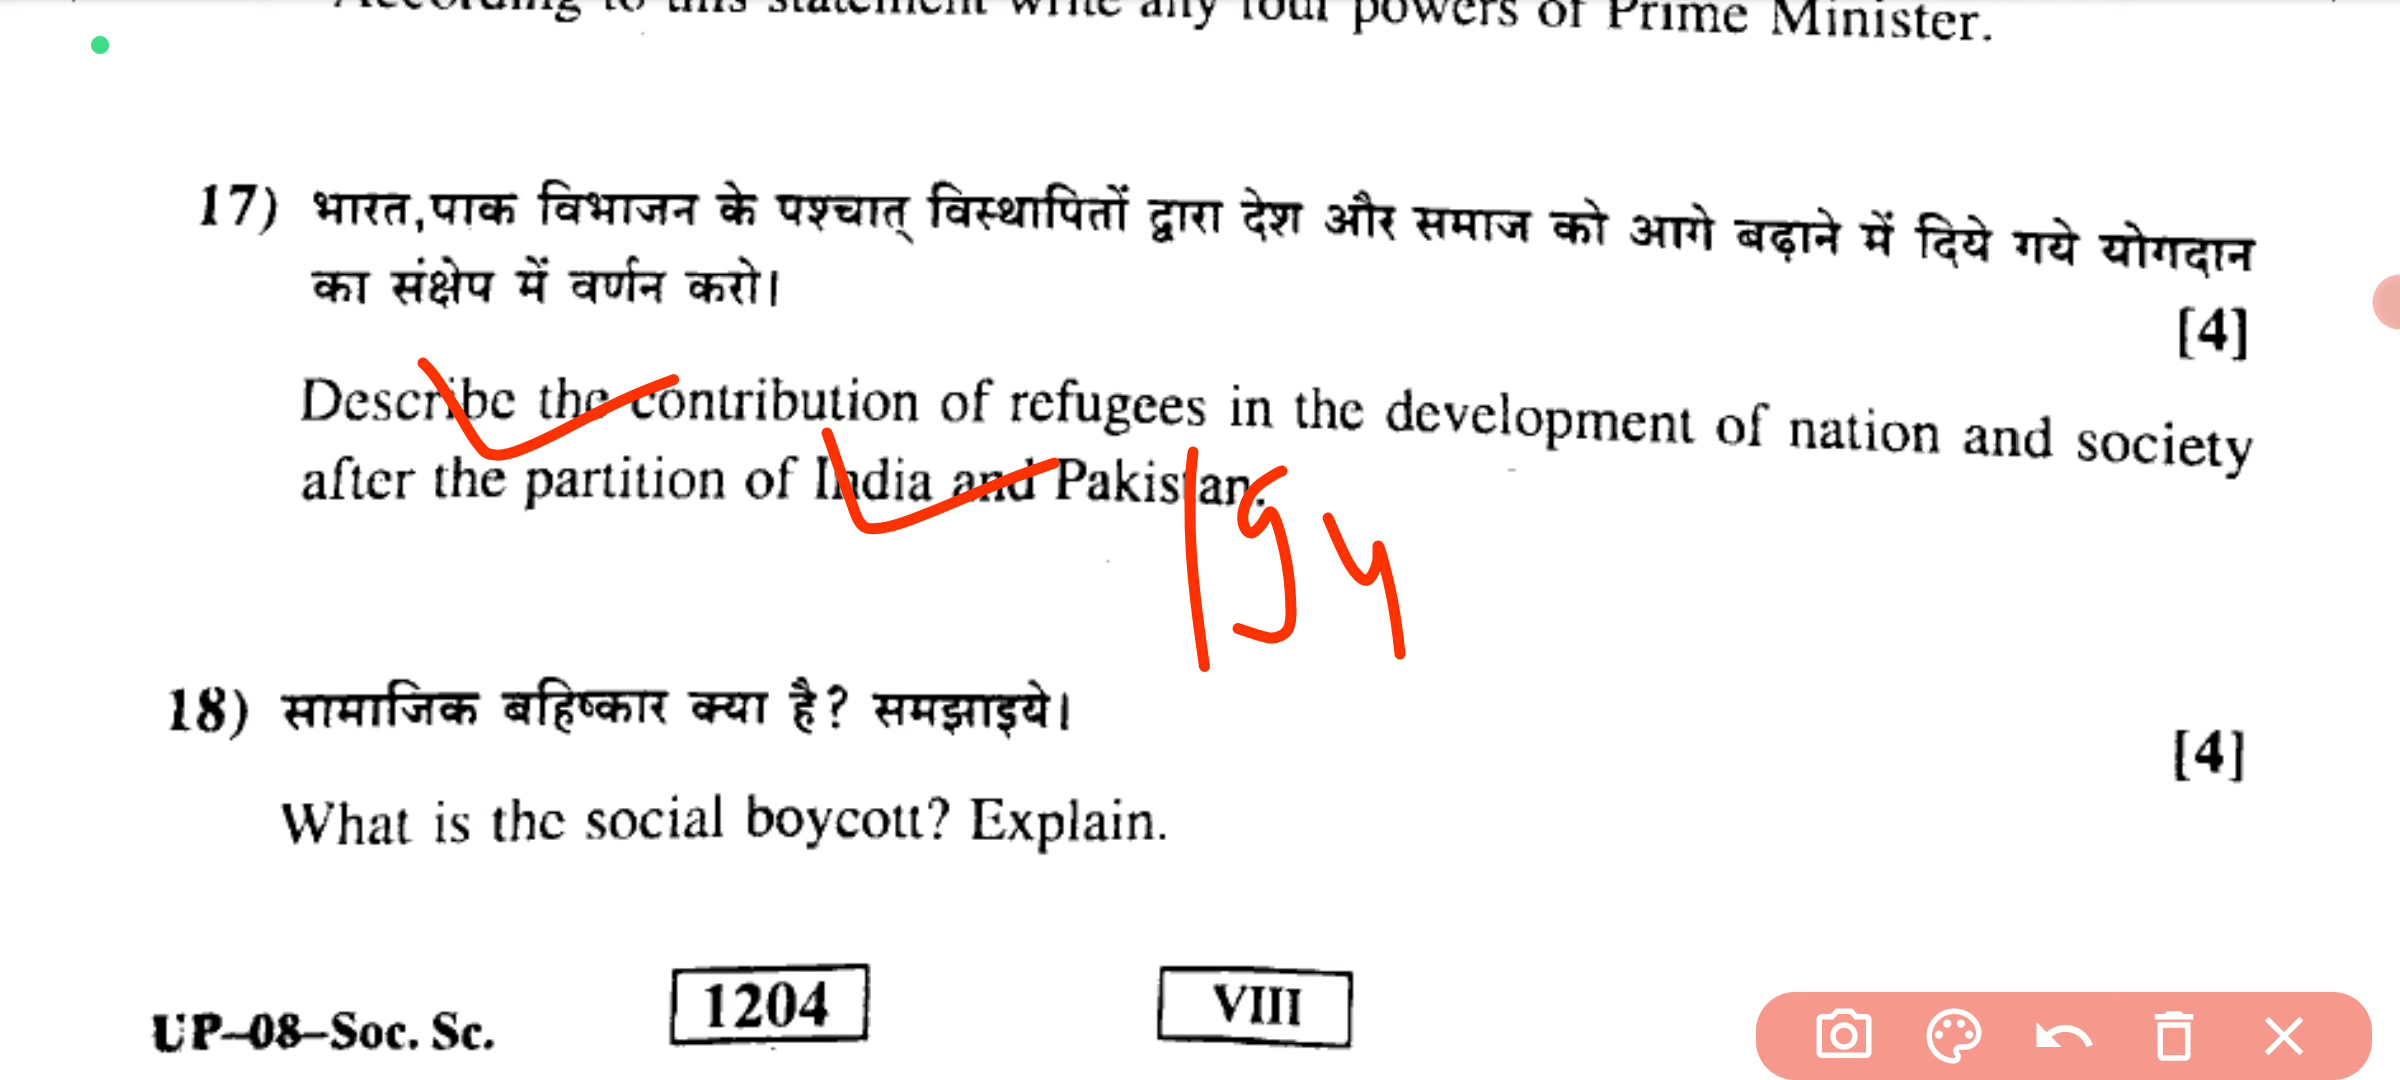 According to this statement write any four powers of Prime Minister.
17) भारत,पाक विभाजन के पश्चात् विस्थापितों द्वारा देश और समाज को आगे बढ़ाने में दिये गये योगदान
का संक्षेप में वर्णन करो।
[4]
Describe the contribution of refugees in the development of nation and society
after the partition of India and Pakistan.
18) सामाजिक बहिष्कार क्या है? समझाइये।
[4]
What is the social boycott? Explain.
UP–08–Soc. Sc.
1204
VIII